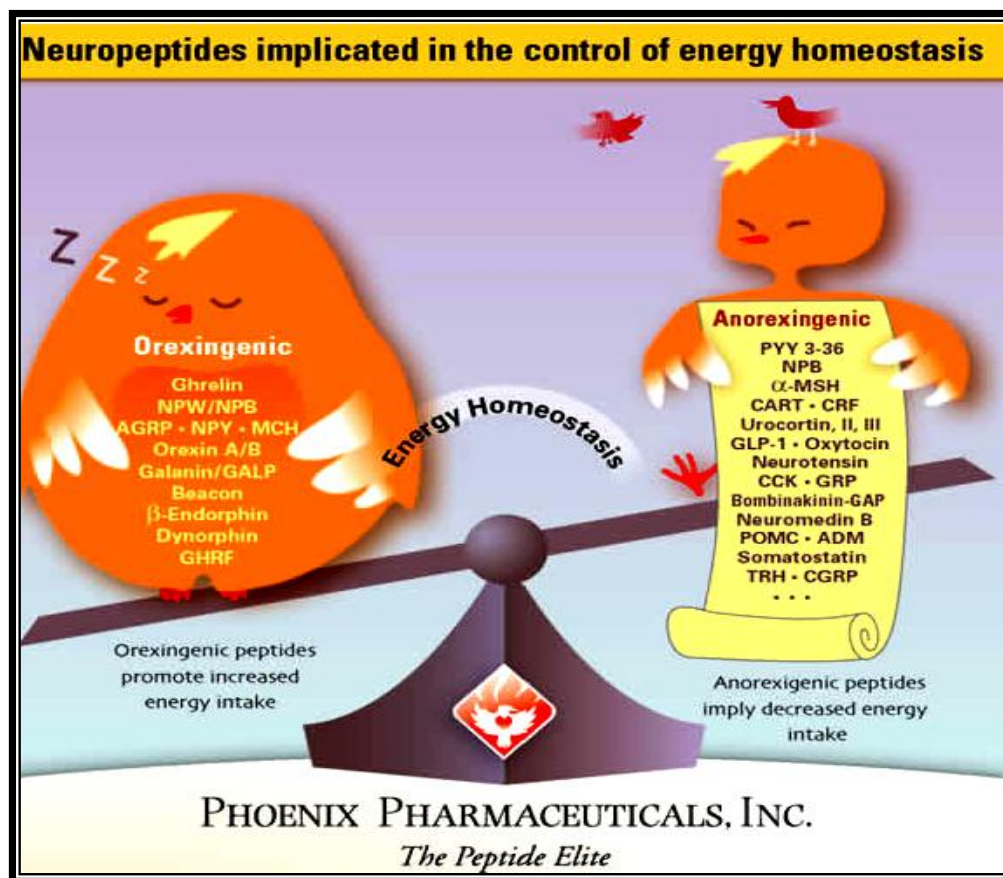 Neuropeptides implicated in the control of energy homeostasis
Z
Z
z
Orexingenic
Ghrelin
NPW/NPB
AGRP • NPY • MCH
Orexin A/B
Galanin/GALP
Beacon
β-Endorphin
Dynorphin
GHRF
Energy Homeostasis
Anorexingenic
PYY 3-36
NPB
α-MSH
CART • CRF
Urocortin, II, III
GLP-1 • Oxytocin
Neurotensin
CCK • GRP
Bombinakinin-GAP
Neuromedin B
POMC • ADM
Somatostatin
TRH • CGRP
• • •
Orexingenic peptides
promote increased
energy intake
Anorexigenic peptides
imply decreased energy
intake
PHOENIX PHARMACEUTICALS, INC.
The Peptide Elite